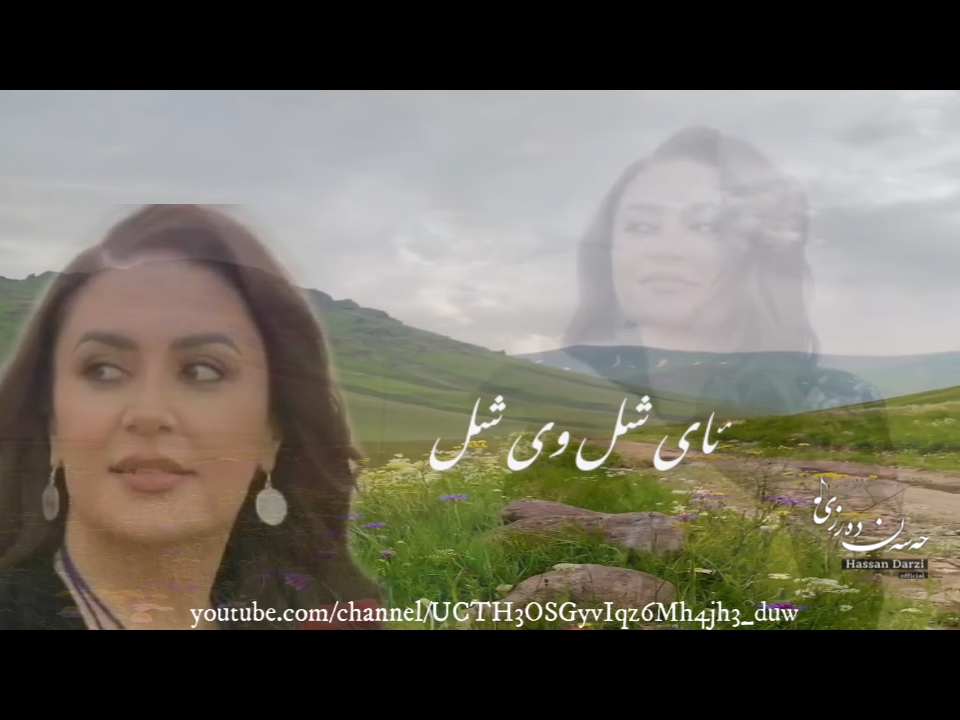 ئای شل وی شل
حەسەن دەرزی
Hassan Darzi
official
youtube.com/channel/UCTH3OSGyvIqz6Mh4jh3_duw